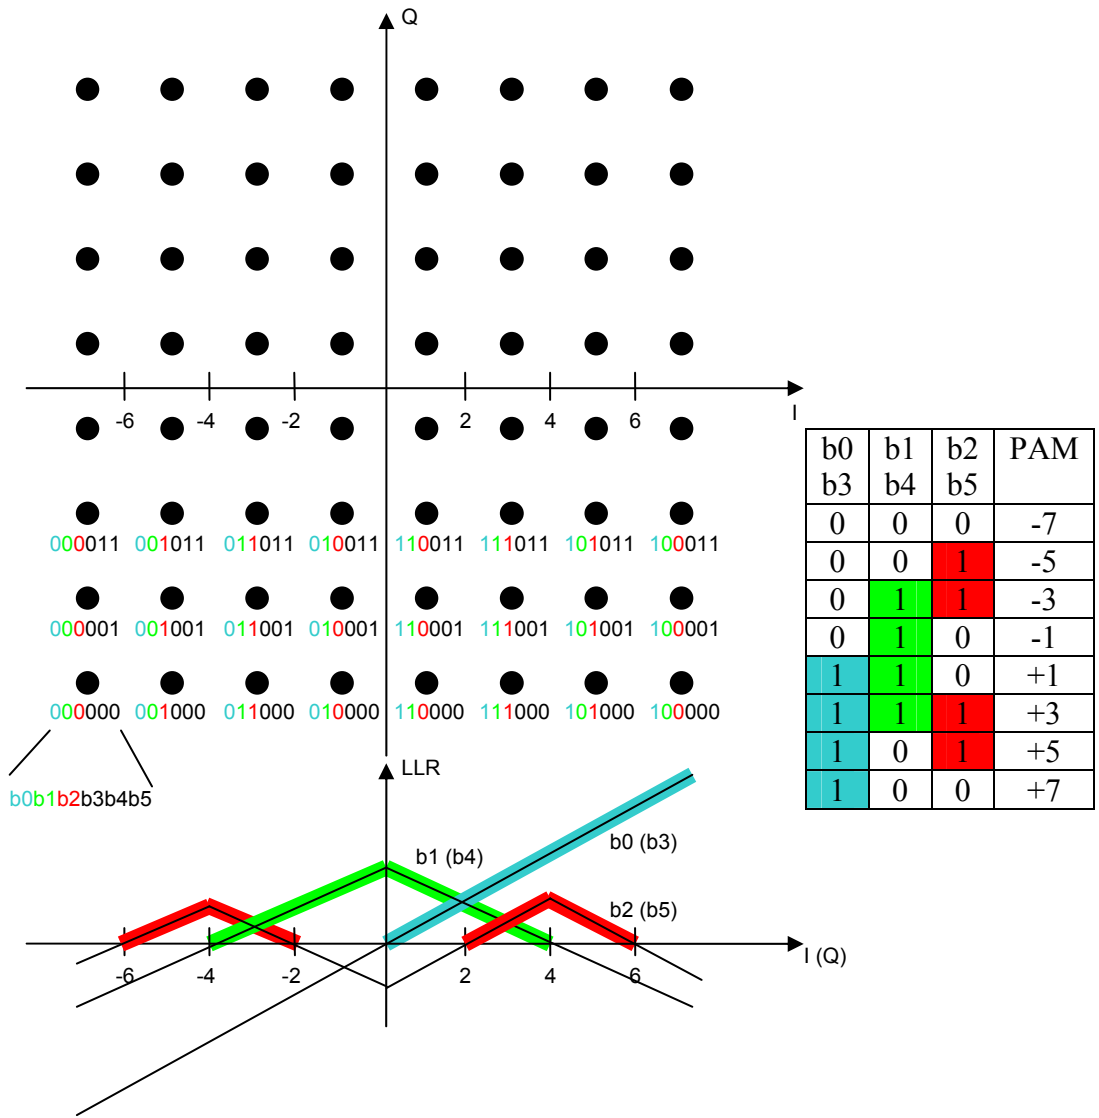 Q
-6 -4 -2 2 4 6
I
000011 001011 011011 010011 110011 111011 101011 100011
000001 001001 011001 010001 110001 111001 101001 100001
000000 001000 011000 010000 110000 111000 101000 100000
b0b1b2b3b4b5
LLR
b1 (b4)
b0 (b3)
b2 (b5)
I (Q)
-6 -4 -2 2 4 6
b0 b1 b2 PAM
b3 b4 b5
0 0 0 -7
0 0 1 -5
0 1 1 -3
0 1 0 -1
1 1 0 +1
1 1 1 +3
1 0 1 +5
1 0 0 +7